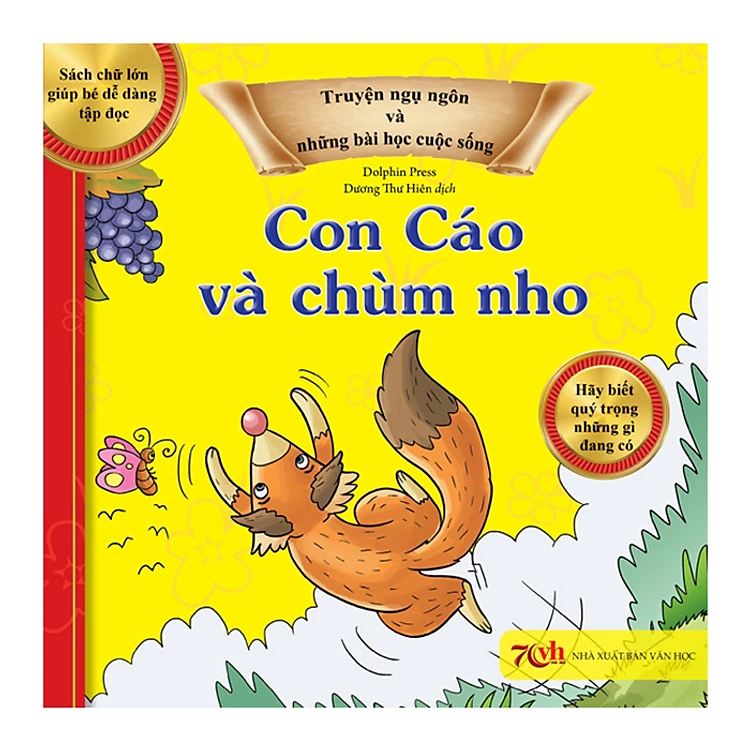 Sách chữ lớn
giúp bé dễ dàng
tập đọc
Truyện ngụ ngôn
và
những bài học cuộc sống
Dolphin Press
Dương Thư Hiên dịch
Con Cáo
và chùm nho
Hãy biết
quý trọng
những gì
đang có
70 vh NHÀ XUẤT BẢN VĂN HỌC